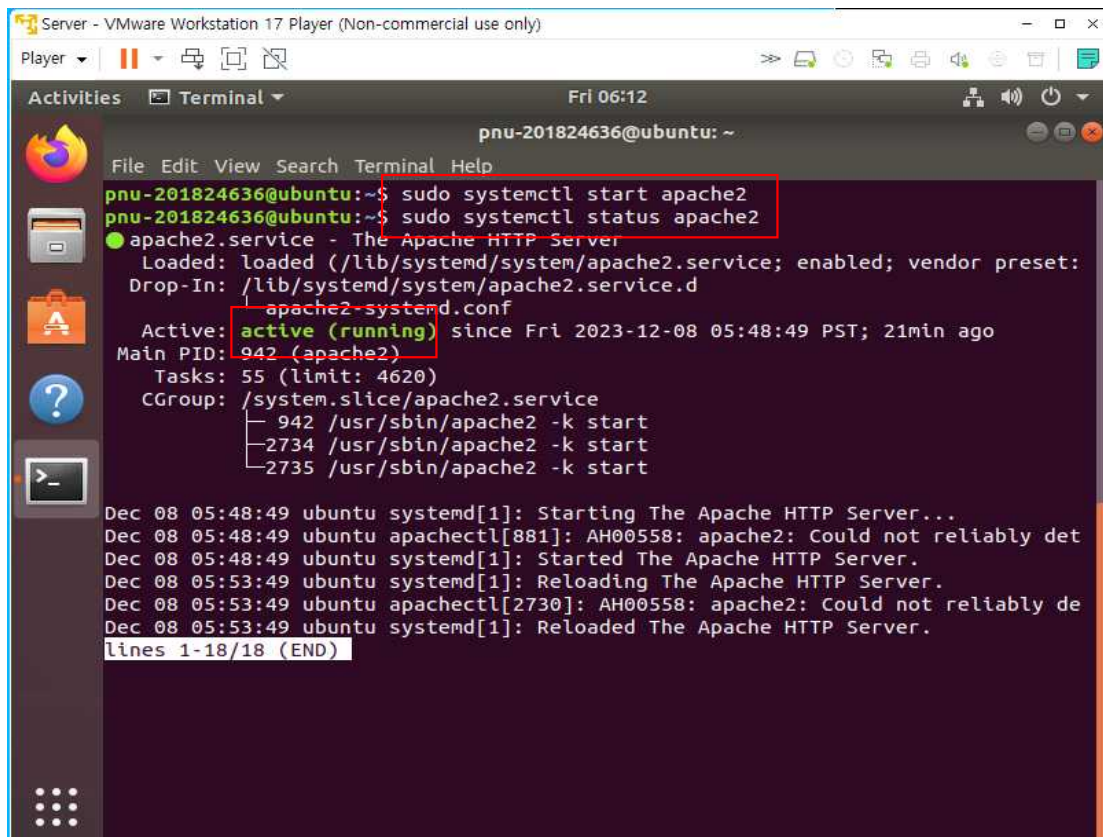 Server - VMware Workstation 17 Player (Non-commercial use only)
Player
Activities Terminal Fri 06:12
pnu-201824636@ubuntu: ~
File Edit View Search Terminal Help
pnu-201824636@ubuntu:~$ sudo systemctl start apache2
pnu-201824636@ubuntu:~$ sudo systemctl status apache2
● apache2.service - The Apache HTTP Server
Loaded: loaded (/lib/systemd/system/apache2.service; enabled; vendor preset:
Drop-In: /lib/systemd/system/apache2.service.d
└─apache2-systemd.conf
Active: active (running) since Fri 2023-12-08 05:48:49 PST; 21min ago
Main PID: 942 (apache2)
Tasks: 55 (limit: 4620)
CGroup: /system.slice/apache2.service
├─ 942 /usr/sbin/apache2 -k start
├─2734 /usr/sbin/apache2 -k start
└─2735 /usr/sbin/apache2 -k start
Dec 08 05:48:49 ubuntu systemd[1]: Starting The Apache HTTP Server...
Dec 08 05:48:49 ubuntu apachectl[881]: AH00558: apache2: Could not reliably det
Dec 08 05:48:49 ubuntu systemd[1]: Started The Apache HTTP Server.
Dec 08 05:53:49 ubuntu systemd[1]: Reloading The Apache HTTP Server.
Dec 08 05:53:49 ubuntu apachectl[2730]: AH00558: apache2: Could not reliably de
Dec 08 05:53:49 ubuntu systemd[1]: Reloaded The Apache HTTP Server.
lines 1-18/18 (END)